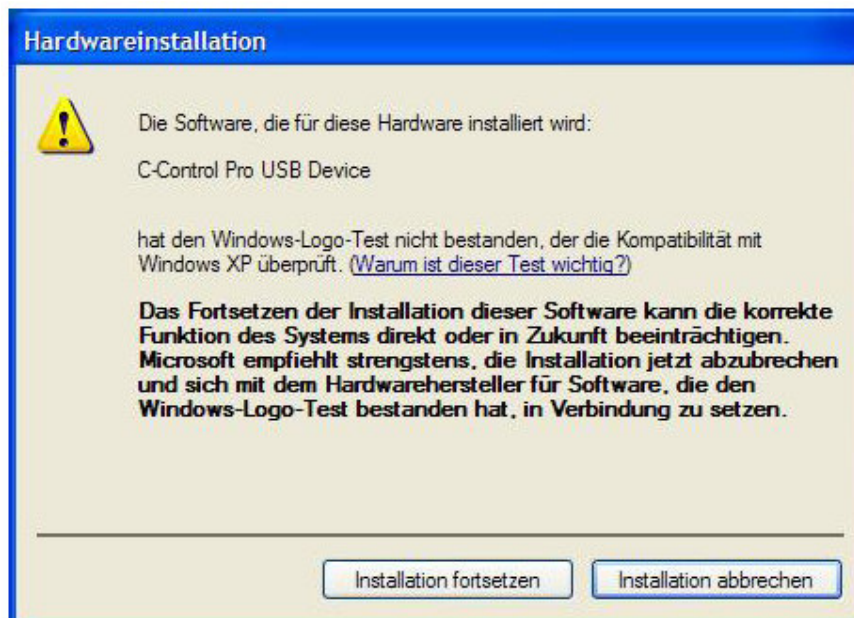 Hardwareinstallation
Die Software, die für diese Hardware installiert wird:
C-Control Pro USB Device
hat den Windows-Logo-Test nicht bestanden, der die Kompatibilität mit
Windows XP überprüft. (Warum ist dieser Test wichtig?)
Das Fortsetzen der Installation dieser Software kann die korrekte
Funktion des Systems direkt oder in Zukunft beeinträchtigen.
Microsoft empfiehlt strengstens, die Installation jetzt abzubrechen
und sich mit dem Hardwarehersteller für Software, die den
Windows-Logo-Test bestanden hat, in Verbindung zu setzen.
Installation fortsetzen
Installation abbrechen